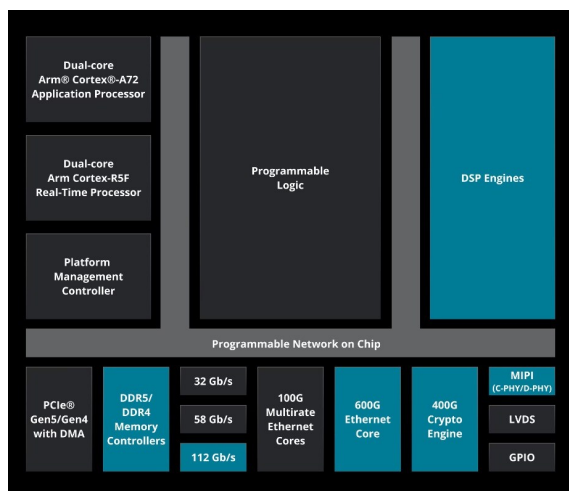 Dual-core
Arm® Cortex®-A72
Application Processor
Dual-core
Arm Cortex-R5F
Real-Time Processor
Platform
Management
Controller
Programmable
Logic
DSP Engines
Programmable Network on Chip
PCIe®
Gen5/Gen4
with DMA
DDR5/
DDR4
Memory
Controllers
32 Gb/s
58 Gb/s
112 Gb/s
100G
Multirate
Ethernet
Cores
600G
Ethernet
Core
400G
Crypto
Engine
MIPI
(C-PHY/D-PHY)
LVDS
GPIO